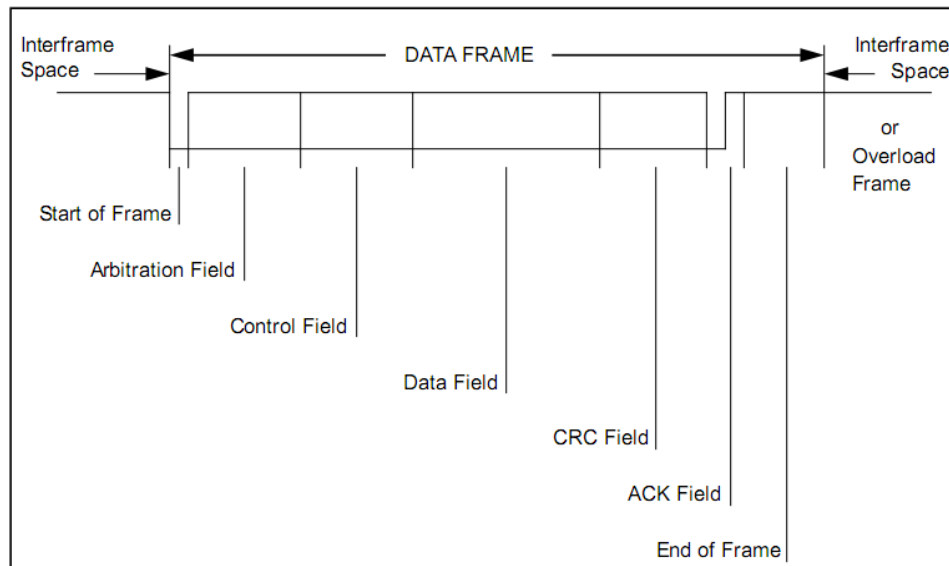 Interframe
Space
DATA FRAME
Interframe
Space
or
Overload
Frame
Start of Frame
Arbitration Field
Control Field
Data Field
CRC Field
ACK Field
End of Frame